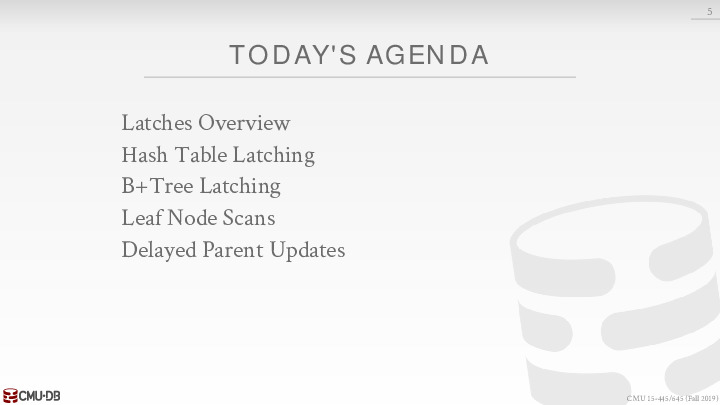 5
TODAY'S AGENDA
Latches Overview
Hash Table Latching
B+Tree Latching
Leaf Node Scans
Delayed Parent Updates
CMU·DB
CMU 15-445/645 (Fall 2019)